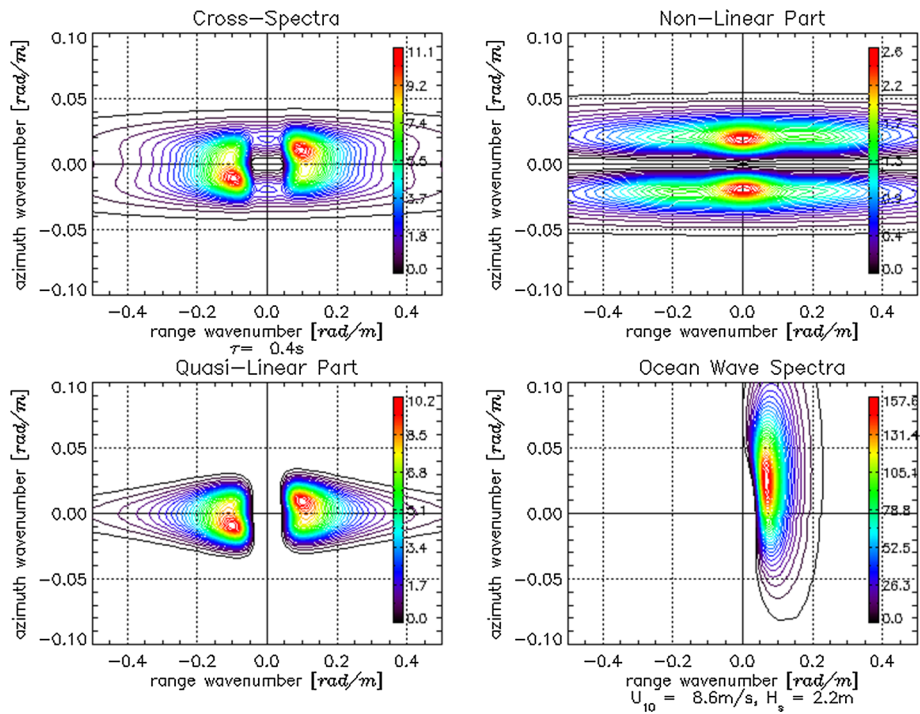 Cross-Spectra
Non-Linear Part
azimuth wavenumber [rad/m]
0.10
0.05
0.00
-0.05
-0.10
11.1
9.2
7.4
5.5
3.7
1.8
0.0
-0.4 -0.2 0.0 0.2 0.4
range wavenumber [rad/m]
τ= 0.4s
azimuth wavenumber [rad/m]
0.10
0.05
0.00
-0.05
-0.10
2.6
2.2
1.3
0.9
0.4
0.0
-0.4 -0.2 0.0 0.2 0.4
range wavenumber [rad/m]
Quasi-Linear Part
Ocean Wave Spectra
azimuth wavenumber [rad/m]
0.10
0.05
0.00
-0.05
-0.10
10.2
8.5
6.8
5.1
3.4
1.7
0.0
-0.4 -0.2 0.0 0.2 0.4
range wavenumber [rad/m]
azimuth wavenumber [rad/m]
0.10
0.05
0.00
-0.05
-0.10
157.6
131.4
105.1
78.8
52.5
26.3
0.0
-0.4 -0.2 0.0 0.2 0.4
range wavenumber [rad/m]
U10 = 8.6m/s, Hs = 2.2m